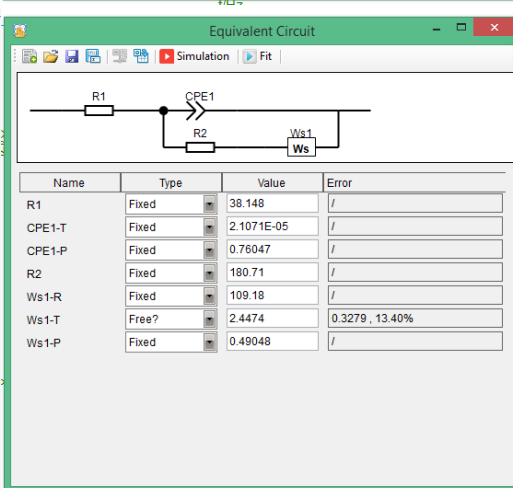 Equivalent Circuit
Simulation Fit
R1 CPE1
R2 Ws1
Ws
Name Type Value Error
R1 Fixed 38.148 /
CPE1-T Fixed 2.1071E-05 /
CPE1-P Fixed 0.76047 /
R2 Fixed 180.71 /
Ws1-R Fixed 109.18 /
Ws1-T Free? 2.4474 0.3279 , 13.40%
Ws1-P Fixed 0.49048 /